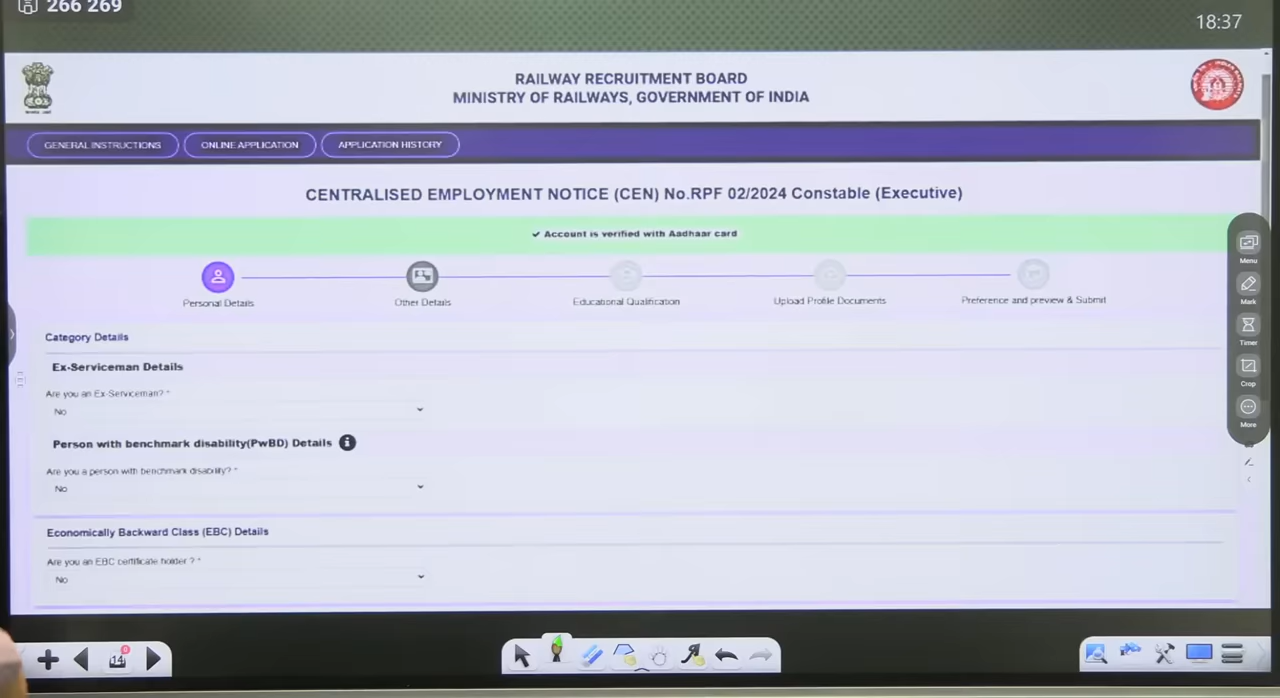 266 269
18:37
RAILWAY RECRUITMENT BOARD
MINISTRY OF RAILWAYS, GOVERNMENT OF INDIA
GENERAL INSTRUCTIONS
ONLINE APPLICATION
APPLICATION HISTORY
CENTRALISED EMPLOYMENT NOTICE (CEN) No.RPF 02/2024 Constable (Executive)
✔ Account is verified with Aadhaar card
Personal Details
Other Details
Educational Qualification
Upload Profile Documents
Preference and preview & Submit
Category Details
Ex-Serviceman Details
Are you an Ex-Serviceman? *
No
Person with benchmark disability(PwBD) Details
Are you a person with benchmark disability? *
No
Economically Backward Class (EBC) Details
Are you an EBC certificate holder ? *
No
Menu
Mark
Timer
Crop
More
14